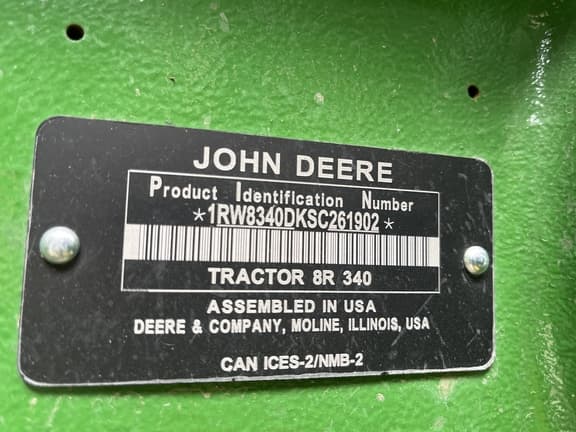 JOHN DEERE
Product Identification Number
*1RW8340DKSC261902*
TRACTOR 8R 340
ASSEMBLED IN USA
DEERE & COMPANY, MOLINE, ILLINOIS, USA
CAN ICES-2/NMB-2